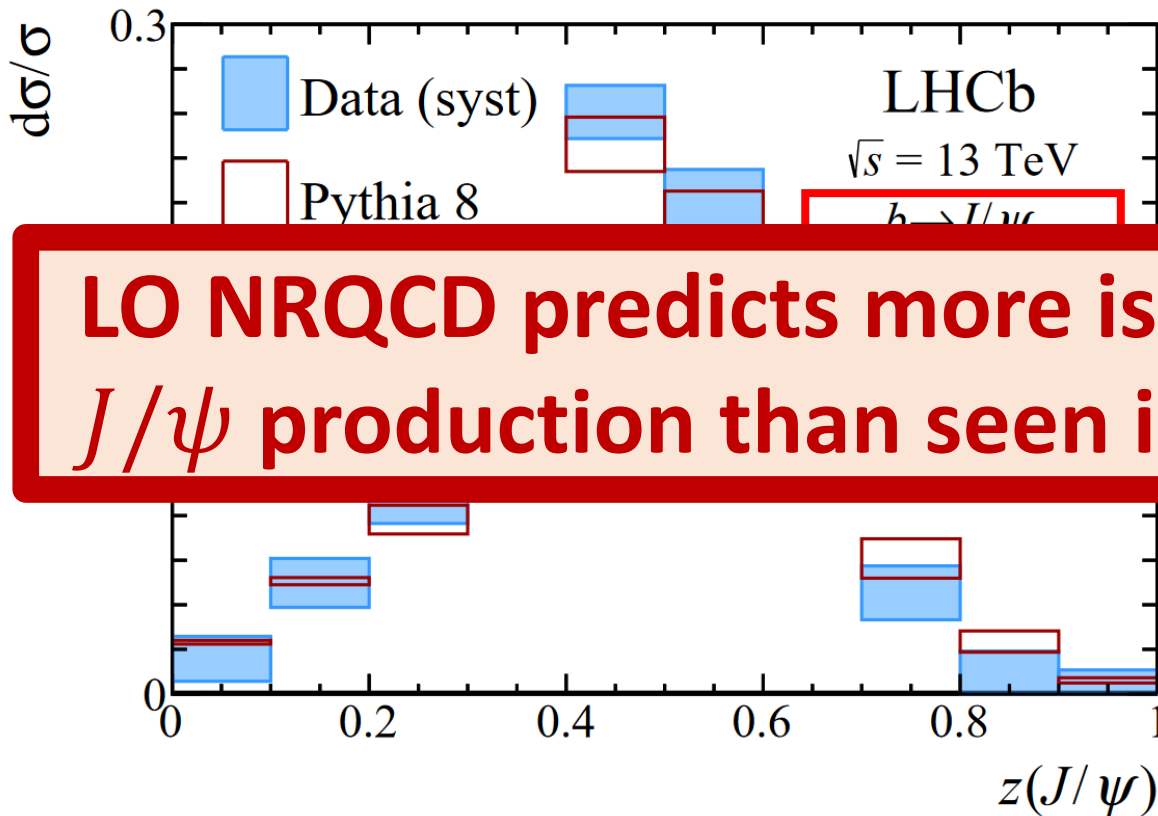 0.3
dσ/σ
Data (syst)
Pythia 8
LHCb
√s = 13 TeV
b→J/ψ
LO NRQCD predicts more is
J/ψ production than seen i
0
0 0.2 0.4 0.6 0.8 1
z(J/ψ)